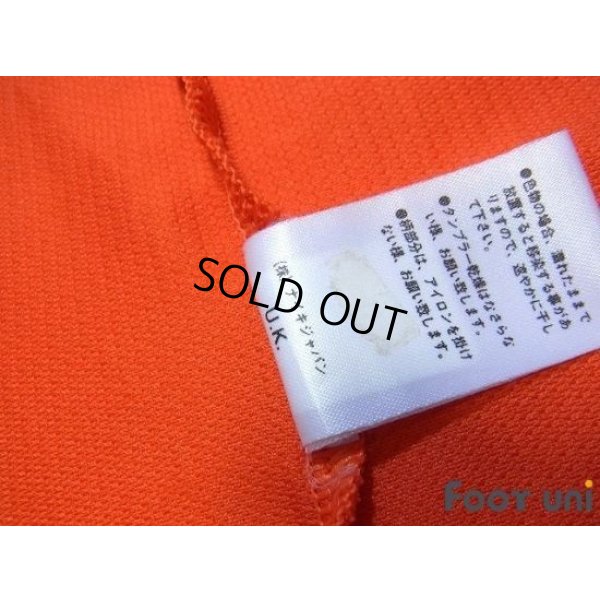 SOLD OUT
●色物の場合、濡れたままで
放置すると移染する事があ
りますので、速やかに干し
て下さい。
●タンブラー乾燥はなさらな
い様、お願い致します。
●柄部分は、アイロンを掛け
ない様、お願い致します。
キジャパン
U.K.
FOOT uni